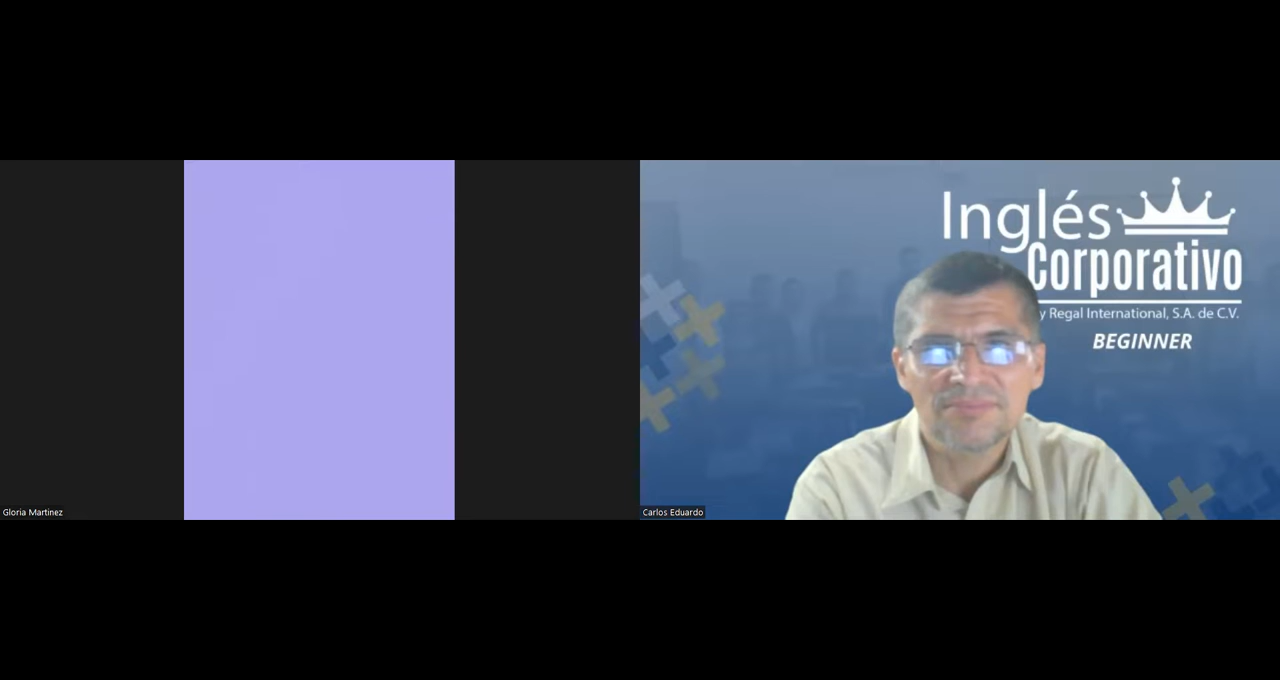 Inglés
Corporativo
y Regal International, S.A. de C.V.
BEGINNER
Gloria Martinez
Carlos Eduardo